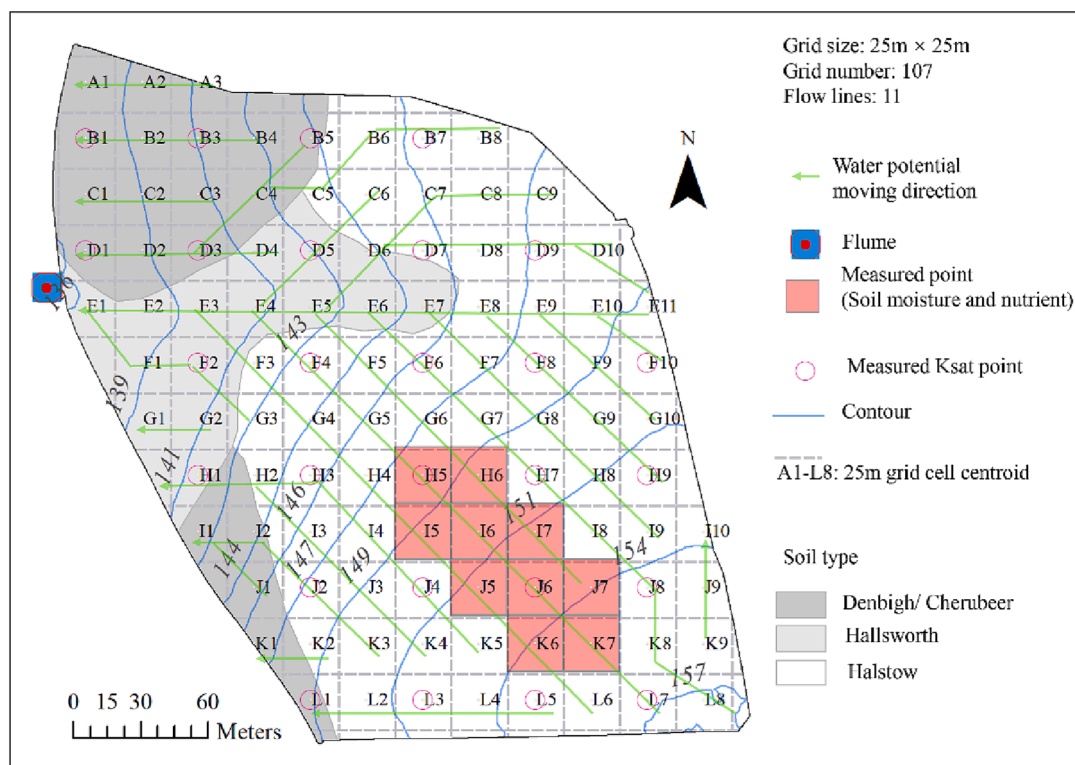 Grid size: 25m × 25m
Grid number: 107
Flow lines: 11
N
Water potential
moving direction
Flume
Measured point
(Soil moisture and nutrient)
Measured Ksat point
Contour
A1-L8: 25m grid cell centroid
Soil type
Denbigh/ Cherubeer
Hallsworth
Halstow
A1 A2 A3
B1 B2 B3 B4 B5 B6 B7 B8
C1 C2 C3 C4 C5 C6 C7 C8 C9
D1 D2 D3 D4 D5 D6 D7 D8 D9 D10
136
E1 E2 E3 E4 E5 E6 E7 E8 E9 E10 E11
143
F1 F2 F3 F4 F5 F6 F7 F8 F9 F10
139
G1 G2 G3 G4 G5 G6 G7 G8 G9 G10
141
H1 H2 H3 H4 H5 H6 H7 H8 H9
146 151
I1 I2 I3 I4 I5 I6 I7 I8 I9 I10
144 147 149 154
J1 J2 J3 J4 J5 J6 J7 J8 J9
K1 K2 K3 K4 K5 K6 K7 K8 K9
157
L1 L2 L3 L4 L5 L6 L7 L8
0 15 30 60
Meters